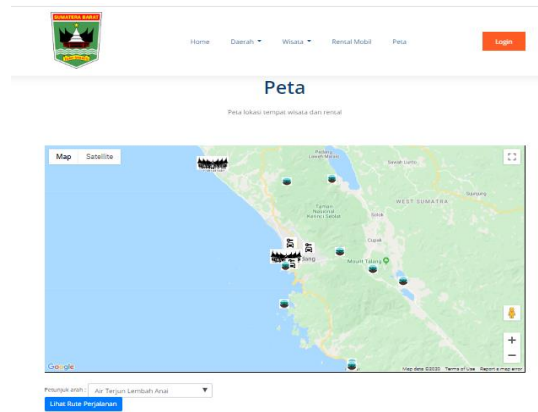 SUMATERA BARAT
Home Daerah Wisata Rental Mobil Peta Login
Peta
Peta lokasi tempat wisata dan rental
Map Satellite
WEST SUMATRA
Taman
Nasional
Kerinci Seblat
Solok
Cupak
Mount Talang
Google
Map data ©2020 Terms of Use Report a map error
Petunjuk arah : Air Terjun Lembah Anai
Lihat Rute Perjalanan